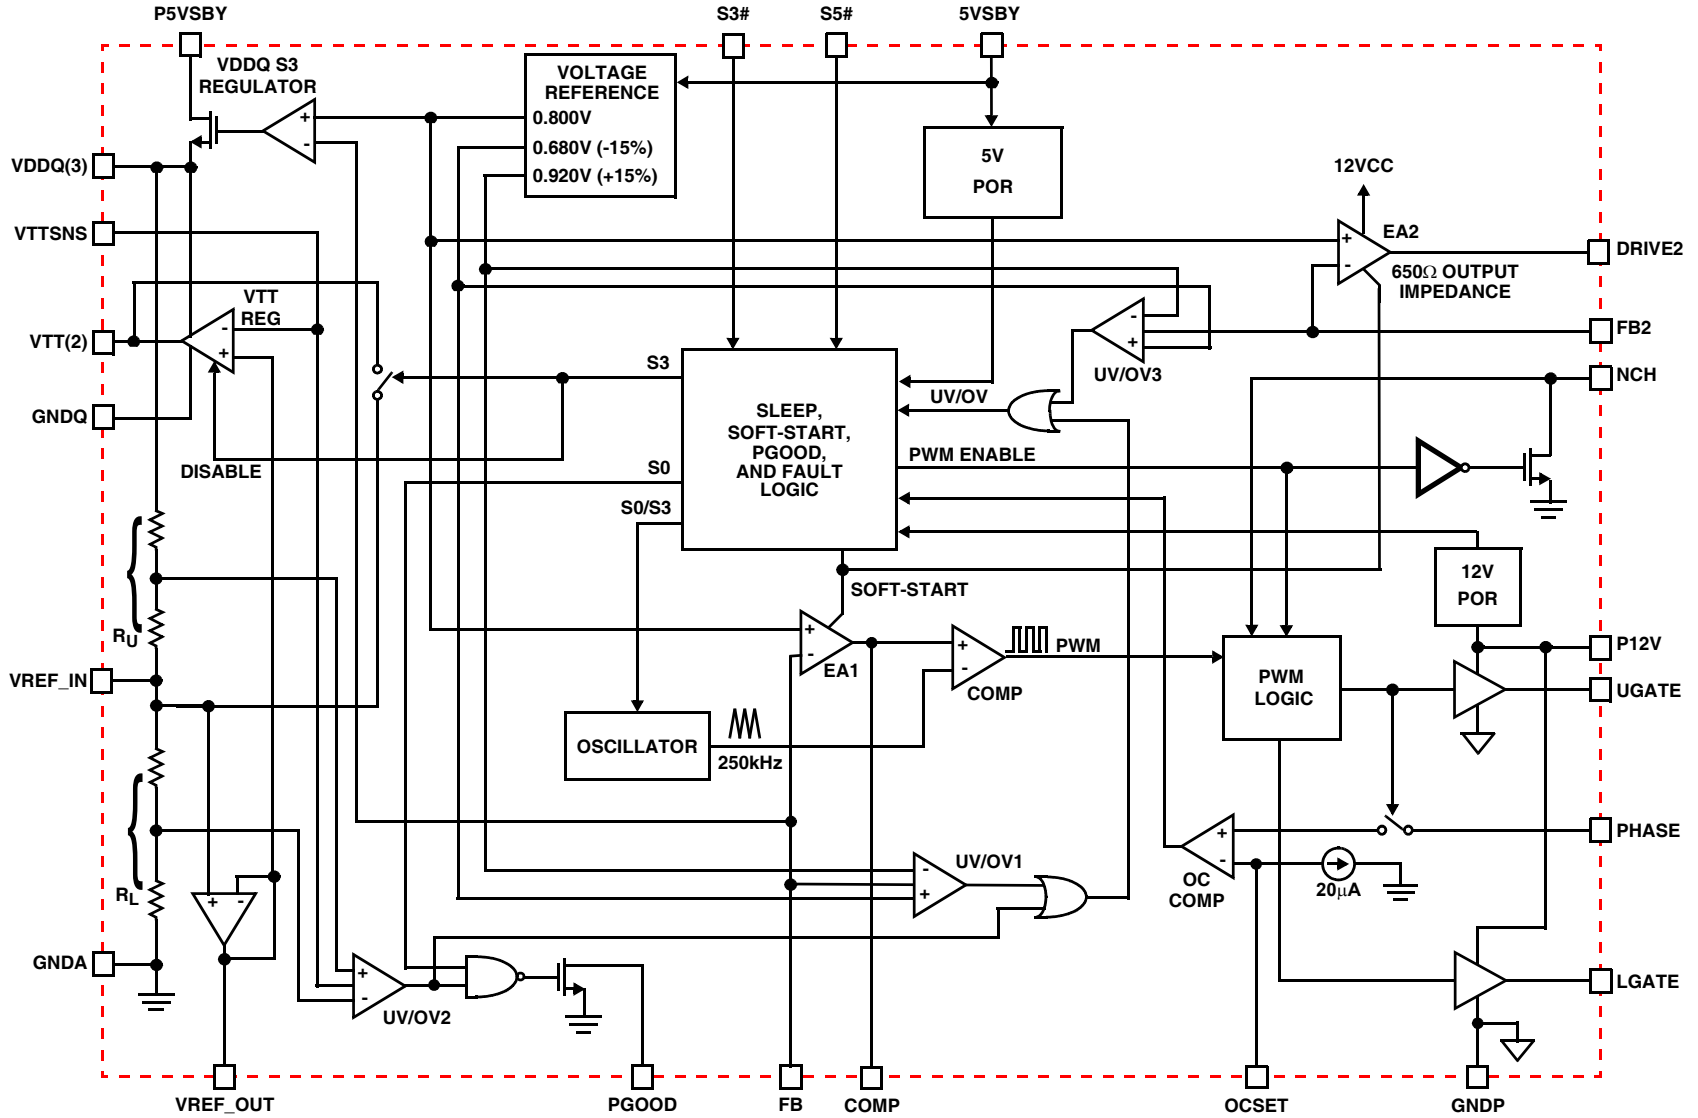 P5VSBY
S3#
S5#
5VSBY
VDDQ S3
REGULATOR
VOLTAGE
REFERENCE
0.800V
0.680V (-15%)
0.920V (+15%)
+
-
5V
POR
12VCC
VDDQ(3)
VTTSNS
EA2
+
-
DRIVE2
650Ω OUTPUT
IMPEDANCE
VTT
REG
-
+
VTT(2)
-
+
UV/OV3
FB2
S3
NCH
UV/OV
GNDQ
SLEEP,
SOFT-START,
PGOOD,
AND FAULT
LOGIC
DISABLE
S0
PWM ENABLE
S0/S3
12V
POR
SOFT-START
RU
+
-
EA1
+
-
COMP
PWM
P12V
VREF_IN
PWM
LOGIC
UGATE
OSCILLATOR
250kHz
PHASE
+
-
OC
COMP
20μA
UV/OV1
-
+
RL
+ -
GNDA
+
-
UV/OV2
LGATE
VREF_OUT
PGOOD
FB
COMP
OCSET
GNDP